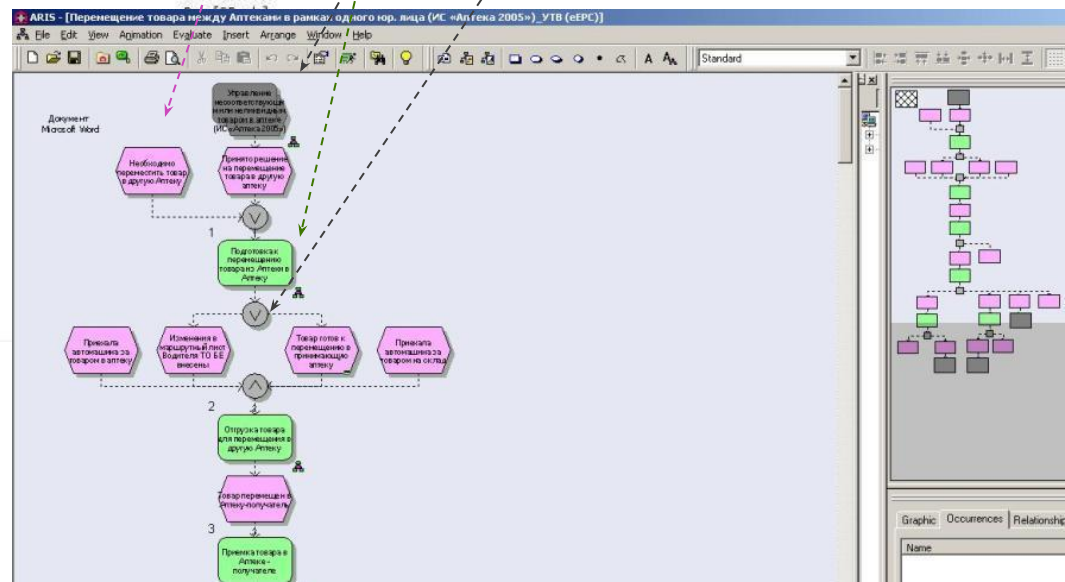 ARIS - [Перемещение товара между Аптеками в рамках одного юр. лица (ИС «Аптека 2005»)_УТВ (eEPC)]
File Edit View Animation Evaluate Insert Arrange Window Help
Standard
Документ
Microsoft Word
Управление
несоответствующи
м или неликвидным
товаром в аптеке
(ИС «Аптека 2005»)
Необходимо
переместить товар
в другую Аптеку
Принято решение
на перемещение
товара в другую
аптеку
1
Подготовка к
перемещению
товара из Аптеки в
Аптеку
Приехала
автомашина за
товаром в аптеку
Изменения в
маршрутный лист
Водителя ТО БЕ
внесены
Товар готов к
перемещению в
принимающую
аптеку
Приехала
автомашина за
товаром на склад
2
Отгрузка товара
для перемещения в
другую Аптеку
Товар перемещен в
Аптеку-получатель
3
Приемка товара в
Аптеке-
получателе
Graphic Occurrences Relationship
Name